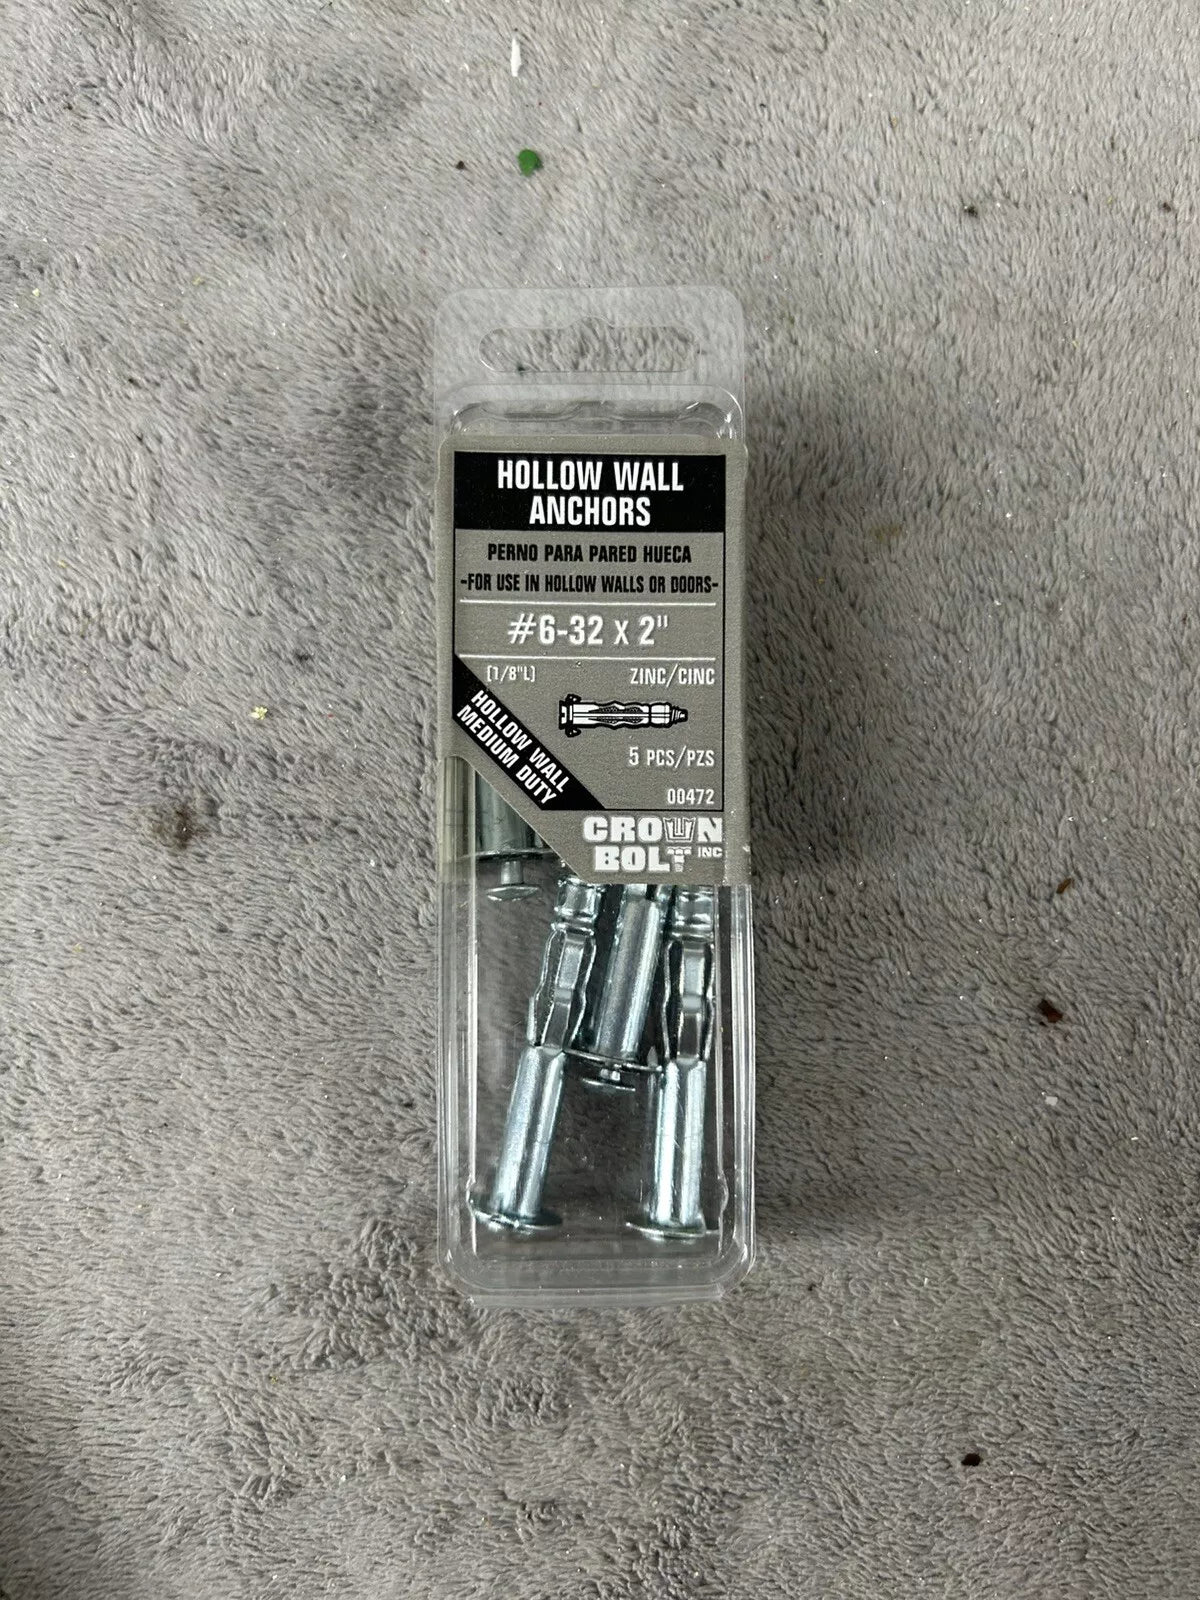 HOLLOW WALL
ANCHORS
PERNO PARA PARED HUECA
-FOR USE IN HOLLOW WALLS OR DOORS-
#6-32 x 2"
(1/8"L)
ZINC/CINC
HOLLOW WALL
MEDIUM DUTY
5 PCS/PZS
00472
CROWN
BOLT INC